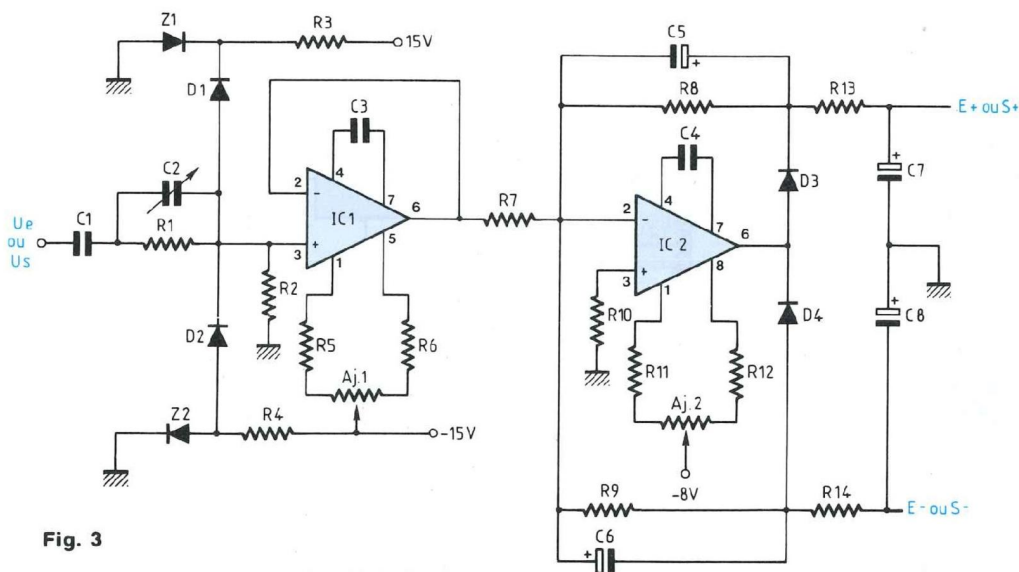 Z1
R3
15V
D1
C2
C3
C1
R1
Ue
ou
Us
2
-
4
7
6
IC1
+
3
1
5
R2
D2
R5
R6
Aj.1
Z2
R4
-15V
C5
+
R8
R13
E+ ou S+
C4
R7
2
-
4
7
6
IC 2
+
3
1
8
D3
+
C7
R10
D4
+
C8
R11
R12
Aj.2
-8V
R9
R14
E- ou S-
+
C6
Fig. 3